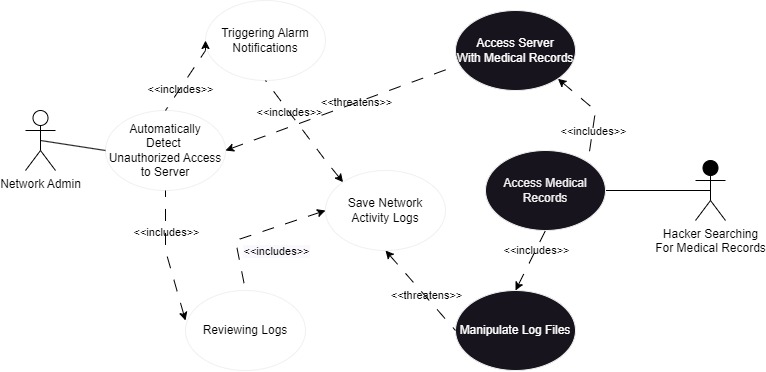 Triggering Alarm
Notifications
Access Server
With Medical Records
<<includes>>
<<threatens>>
<<includes>>
<<includes>>
Automatically
Detect
Unauthorized Access
to Server
Network Admin
Access Medical
Records
Save Network
Activity Logs
Hacker Searching
For Medical Records
<<includes>>
<<includes>>
<<includes>>
<<threatens>>
Reviewing Logs
Manipulate Log Files